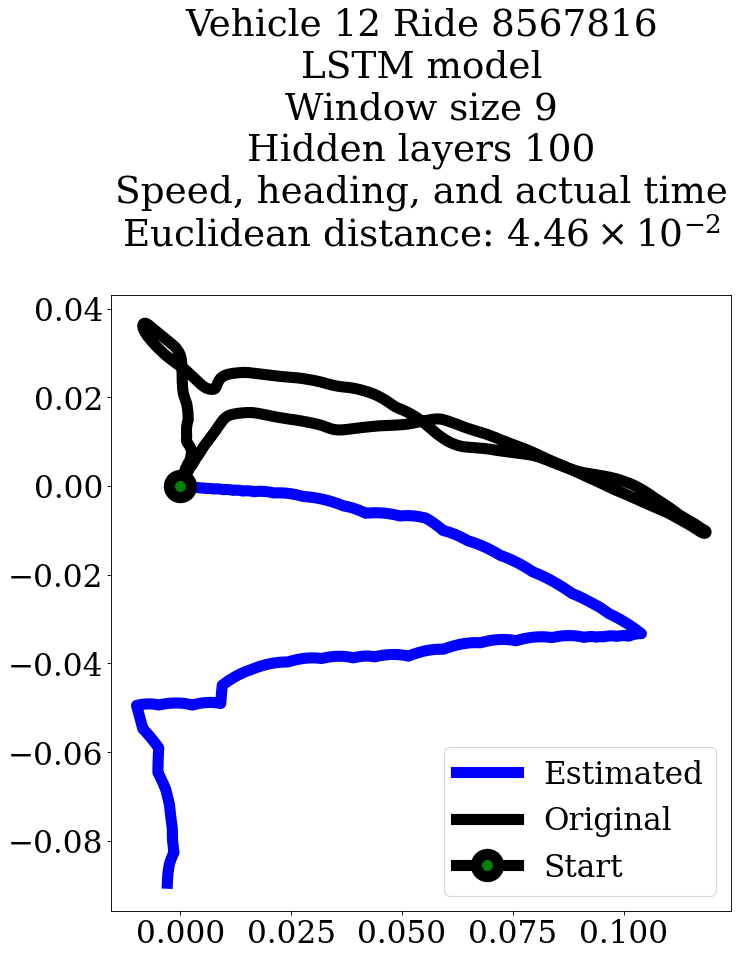 Vehicle 12 Ride 8567816
LSTM model
Window size 9
Hidden layers 100
Speed, heading, and actual time
Euclidean distance: 4.46 × 10⁻²
0.04
0.02
0.00
−0.02
−0.04
−0.06
−0.08
Estimated
Original
Start
0.000 0.025 0.050 0.075 0.100